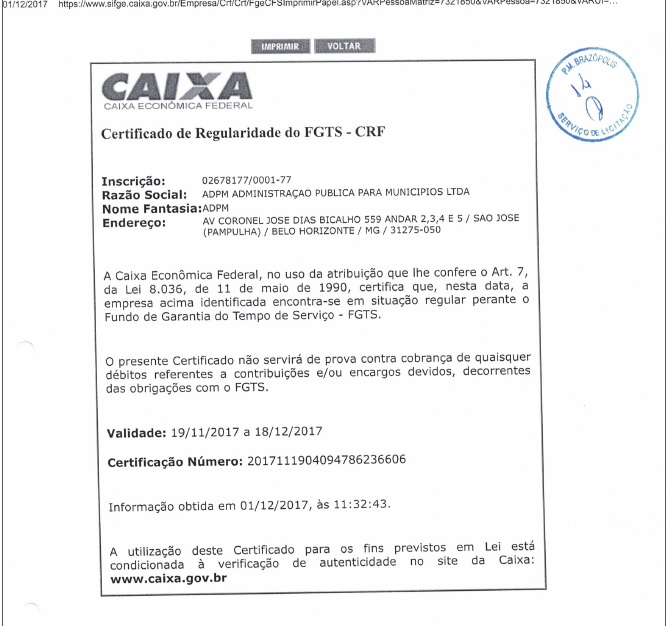 01/12/2017 https://www.sifge.caixa.gov.br/Empresa/Crf/Crf/FgeCFSImprimirPapel.asp?VARPessoaMatriz=7321850&VARPessoa=7321850&VARUf=...
IMPRIMIR VOLTAR
CAIXA
CAIXA ECONÔMICA FEDERAL
P.M. BRAZÓPOLIS
14
SERVIÇO DE LICITAÇÃO
Certificado de Regularidade do FGTS - CRF
Inscrição: 02678177/0001-77
Razão Social: ADPM ADMINISTRAÇAO PUBLICA PARA MUNICIPIOS LTDA
Nome Fantasia:ADPM
Endereço: AV CORONEL JOSE DIAS BICALHO 559 ANDAR 2,3,4 E 5 / SAO JOSE
(PAMPULHA) / BELO HORIZONTE / MG / 31275-050
A Caixa Econômica Federal, no uso da atribuição que lhe confere o Art. 7,
da Lei 8.036, de 11 de maio de 1990, certifica que, nesta data, a
empresa acima identificada encontra-se em situação regular perante o
Fundo de Garantia do Tempo de Serviço - FGTS.
O presente Certificado não servirá de prova contra cobrança de quaisquer
débitos referentes a contribuições e/ou encargos devidos, decorrentes
das obrigações com o FGTS.
Validade: 19/11/2017 a 18/12/2017
Certificação Número: 2017111904094786236606
Informação obtida em 01/12/2017, às 11:32:43.
A utilização deste Certificado para os fins previstos em Lei está
condicionada à verificação de autenticidade no site da Caixa:
www.caixa.gov.br